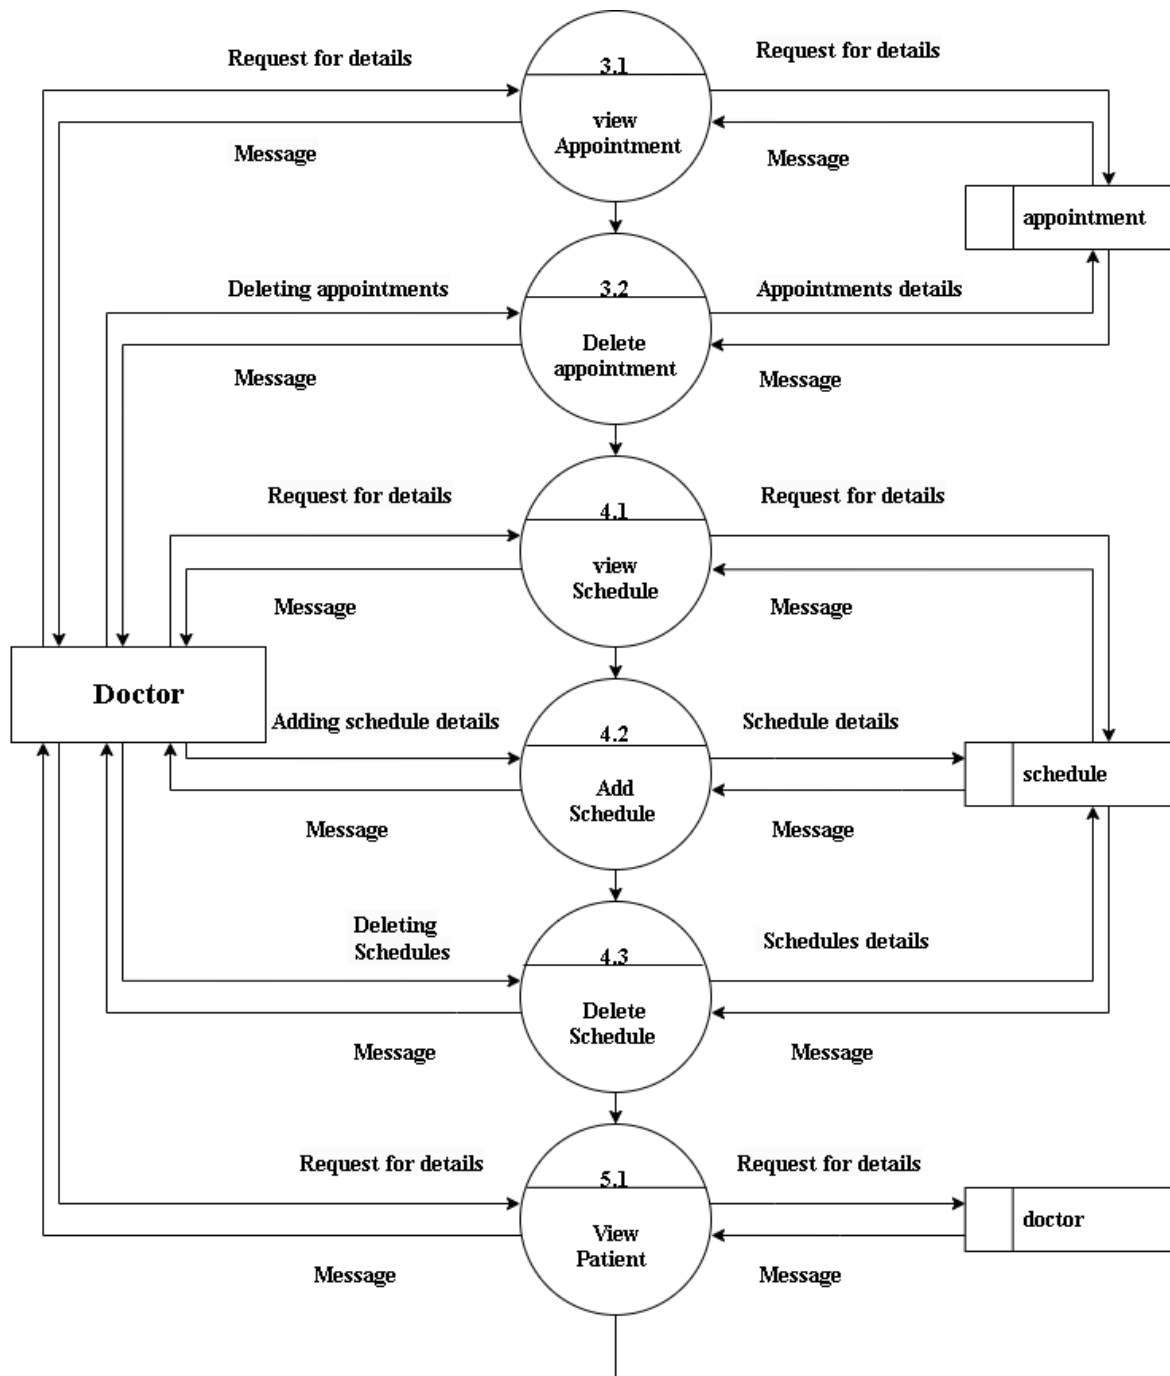 Request for details
3.1
Request for details
view
Appointment
Message
Message
appointment
Deleting appointments
3.2
Appointments details
Delete
appointment
Message
Message
Request for details
4.1
Request for details
view
Schedule
Message
Message
Doctor
Adding schedule details
4.2
Schedule details
schedule
Add
Schedule
Message
Message
Deleting
Schedules
4.3
Schedules details
Delete
Schedule
Message
Message
Request for details
5.1
Request for details
doctor
View
Patient
Message
Message